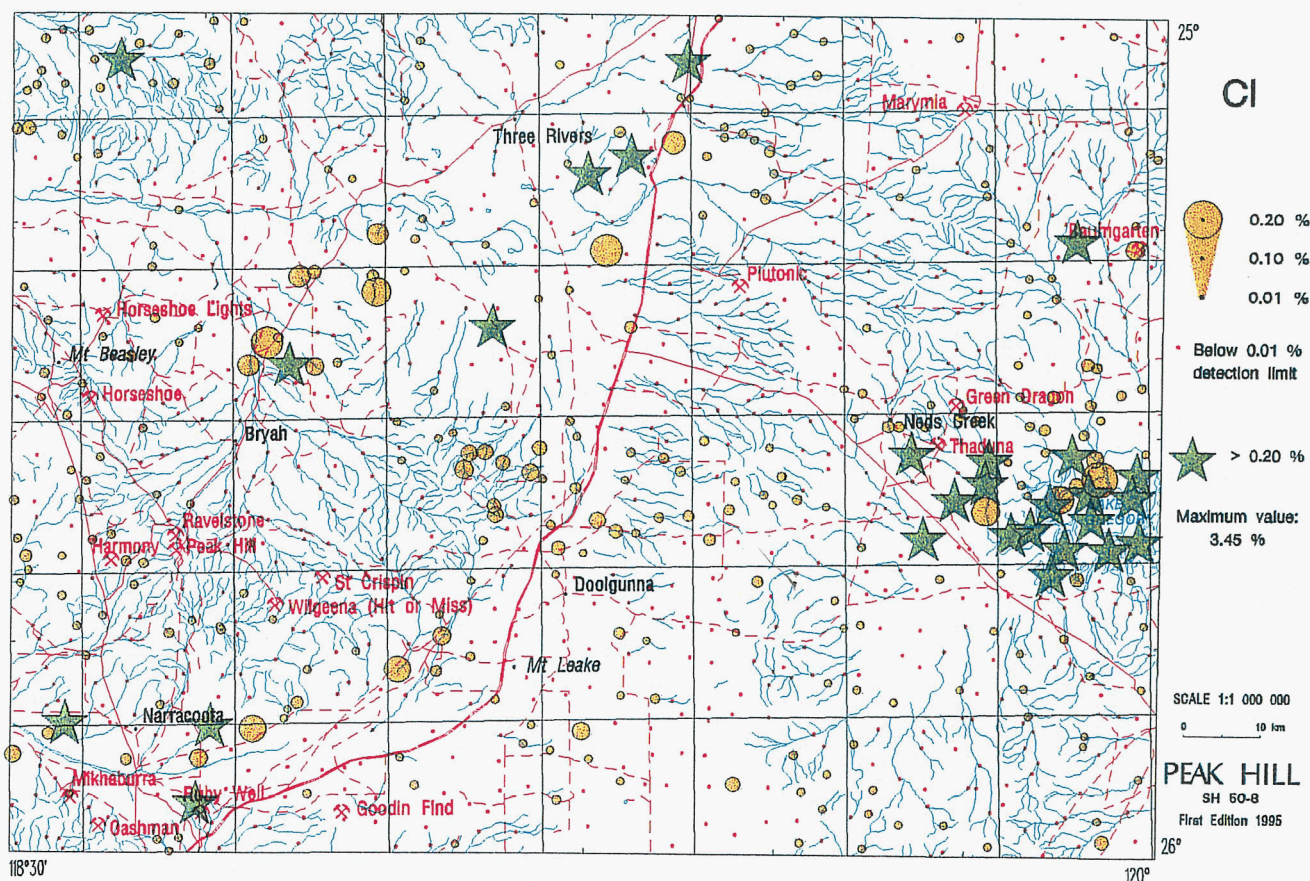 25°
Cl
Marymia
Three Rivers
0.20 %
Baumgarten
0.10 %
Plutonic
0.01 %
Horseshoe Lights
Below 0.01 %
detection limit
Mt Beasley
Horseshoe
Green Dragon
Neds Creek
Bryah
Thaduna
> 0.20 %
Maximum value:
3.45 %
Ravelstone
Harmony
Peak Hill
St Crispin
Doolgunna
Wilgeena (Hit or Miss)
Mt Leake
SCALE 1:1 000 000
0 10 km
Narracoota
PEAK HILL
SH 50-8
First Edition 1995
Mikhaburra
Ruby Well
Goodin Find
Cashman
26°
118°30'
120°